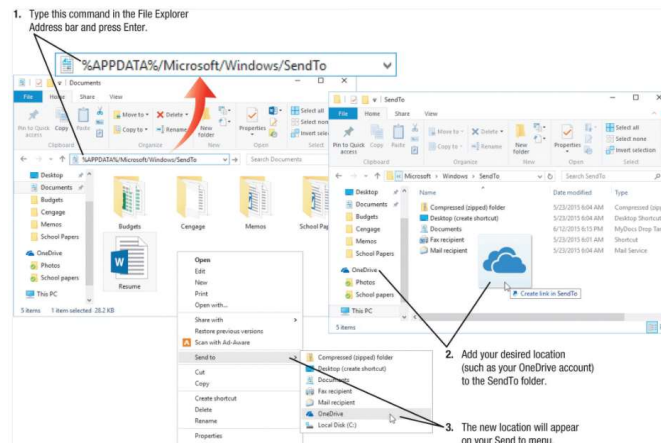 1. Type this command in the File Explorer
Address bar and press Enter.
%APPDATA%/Microsoft/Windows/SendTo
Documents
File Home Share View
Pin to Quick access
Copy
Paste
Move to
Copy to
Delete
Rename
New folder
Properties
Select all
Select none
Invert sele
Clipboard Organize New Open Select
%APPDATA%/Microsoft/Windows/SendTo
Search Documents
Desktop
Documents
Budgets
Cengage
Memos
School Papers
OneDrive
Photos
School papers
This PC
Budgets Cengage Memos School Pap
Resume
5 items 1 item selected 28.2 KB
Open
Edit
New
Print
Open with...
Share with
Restore previous versions
Scan with Ad-Aware
Send to
Cut
Copy
Create shortcut
Delete
Rename
Properties
Compressed (zipped) folder
Desktop (create shortcut)
Documents
Fax recipient
Mail recipient
OneDrive
Local Disk (C:)
SendTo
File Home Share View
Pin to Quick access
Copy
Paste
Move to
Copy to
Delete
Rename
New folder
Properties
Select all
Select none
Invert selection
Clipboard Organize New Open Select
Microsoft > Windows > SendTo
Search SendTo
Desktop
Documents
Budgets
Cengage
Memos
School Papers
OneDrive
Photos
School papers
This PC
Name Date modified Type
Compressed (zipped) folder 5/23/2015 6:04 AM Compressed (zipp
Desktop (create shortcut) 5/23/2015 6:04 AM Desktop Shortcut
Documents 6/12/2015 6:15 PM MyDocs Drop Tar
Fax recipient 5/23/2015 6:01 AM Shortcut
Mail recipient 5/23/2015 6:04 AM Mail Service
Create link in SendTo
5 items
2. Add your desired location
(such as your OneDrive account)
to the SendTo folder.
3. The new location will appear
on your Send to menu.